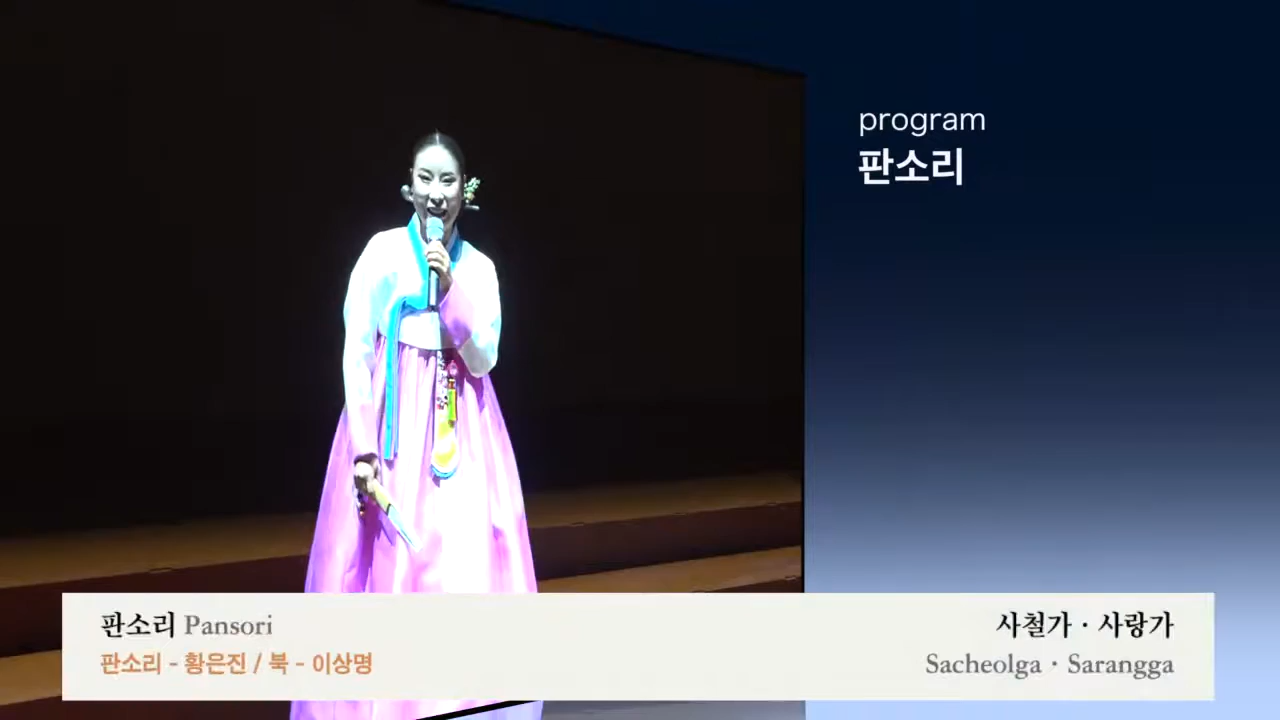 program
판소리
판소리 Pansori
판소리 - 황은진 / 북 - 이상명
사철가 · 사랑가
Sacheolga · Sarangga